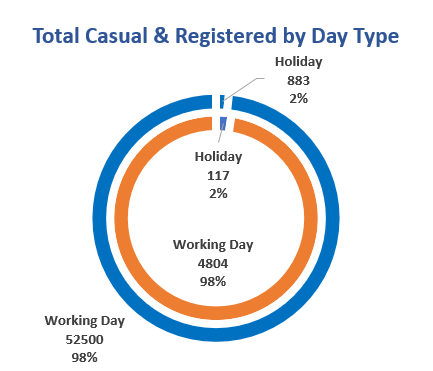 Total Casual & Registered by Day Type
Holiday
883
2%
Holiday
117
2%
Working Day
4804
98%
Working Day
52500
98%